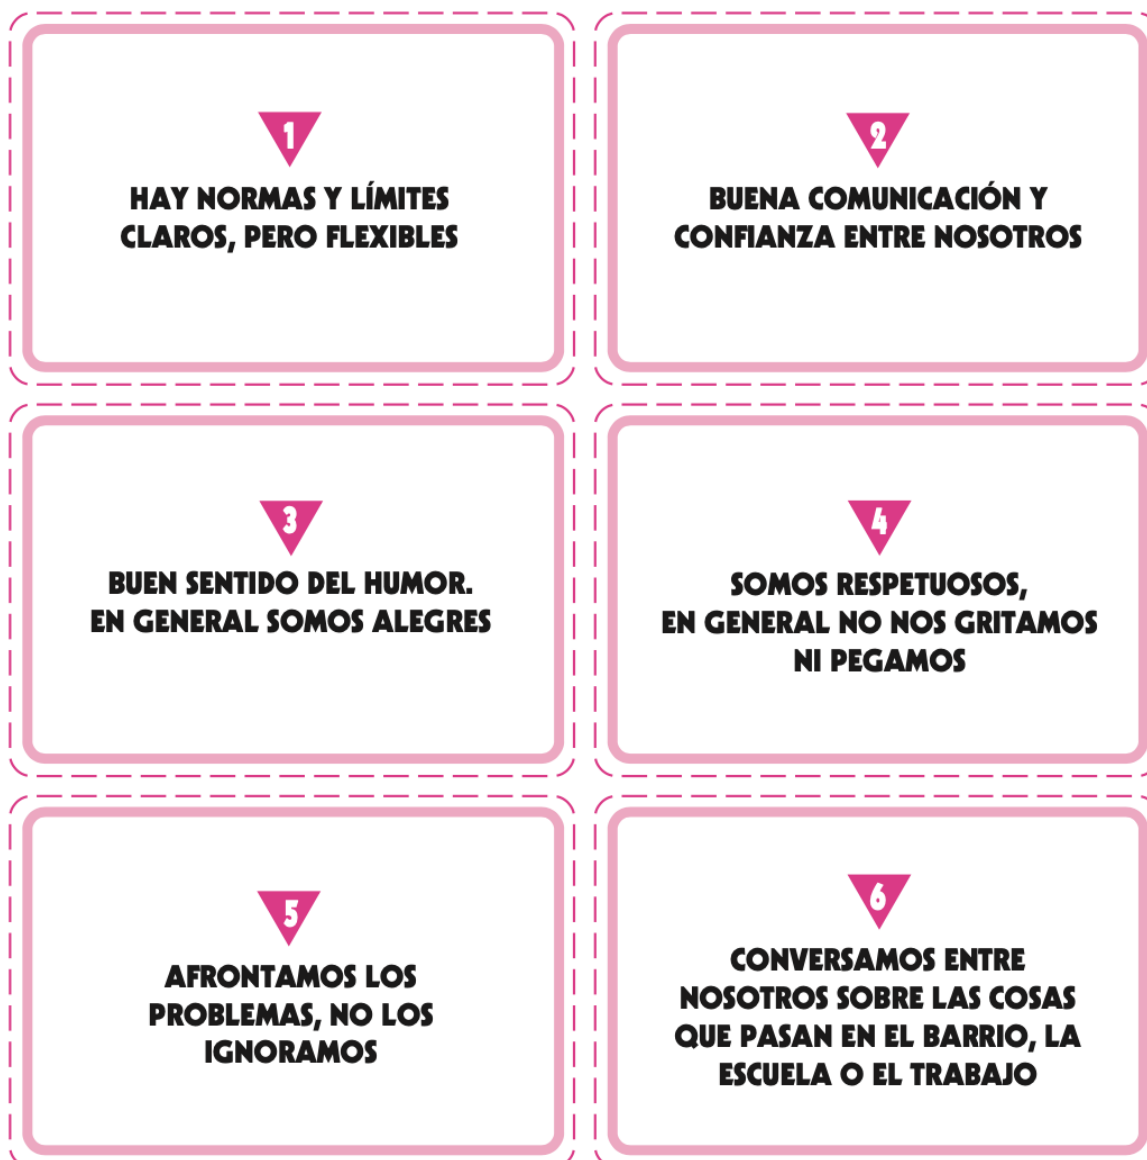 1
HAY NORMAS Y LÍMITES
CLAROS, PERO FLEXIBLES
2
BUENA COMUNICACIÓN Y
CONFIANZA ENTRE NOSOTROS
3
BUEN SENTIDO DEL HUMOR.
EN GENERAL SOMOS ALEGRES
4
SOMOS RESPETUOSOS,
EN GENERAL NO NOS GRITAMOS
NI PEGAMOS
5
AFRONTAMOS LOS
PROBLEMAS, NO LOS
IGNORAMOS
6
CONVERSAMOS ENTRE
NOSOTROS SOBRE LAS COSAS
QUE PASAN EN EL BARRIO, LA
ESCUELA O EL TRABAJO